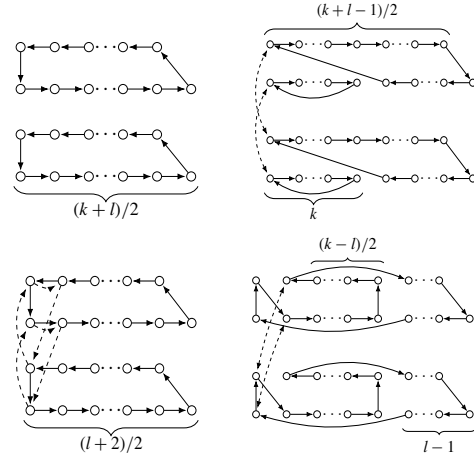 (k + l − 1)/2
(k + l)/2
k
(k − l)/2
(l + 2)/2
l − 1